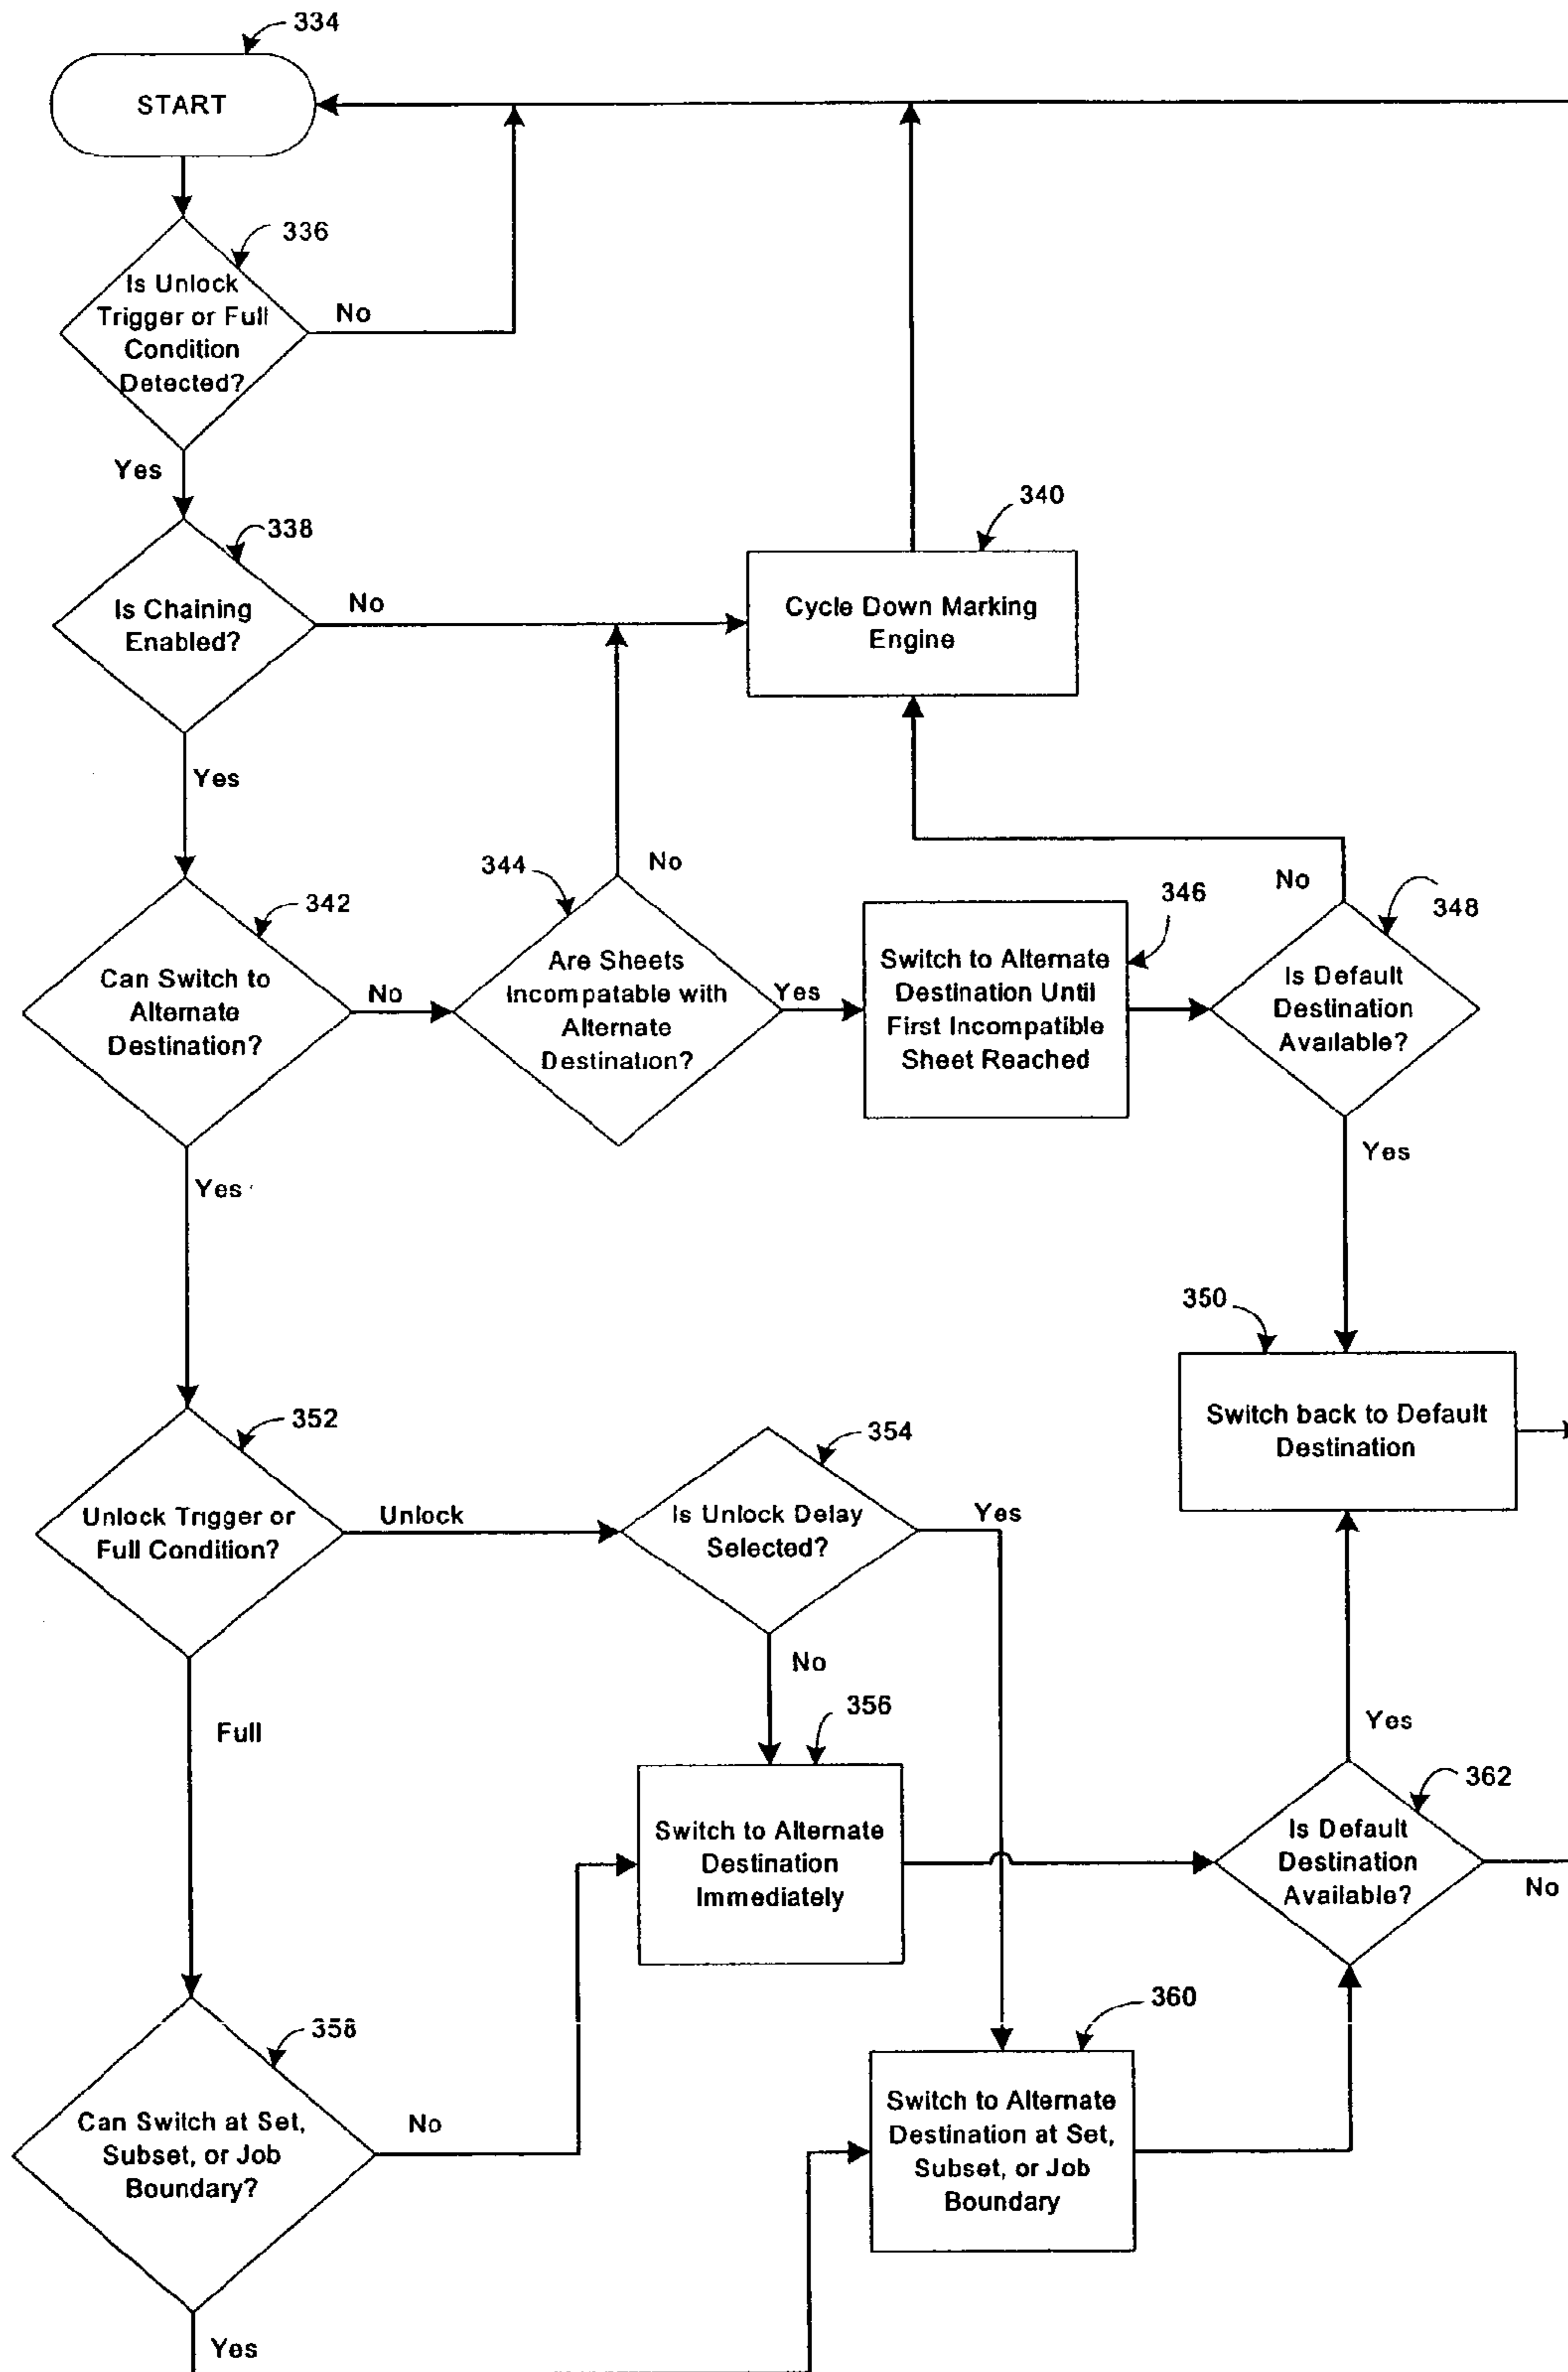 334
START
336
Is Unlock
Trigger or Full
Condition
Detected?
No
Yes
338
Is Chaining
Enabled?
No
340
Cycle Down Marking
Engine
Yes
342
Can Switch to
Alternate
Destination?
No
344
No
Are Sheets
Incompatable with
Alternate
Destination?
Yes
346
Switch to Alternate
Destination Until
First Incompatible
Sheet Reached
No
348
Is Default
Destination
Available?
Yes
Yes
350
Switch back to Default
Destination
352
Unlock Trigger or
Full Condition?
Unlock
354
Is Unlock Delay
Selected?
Yes
No
Full
356
Switch to Alternate
Destination
Immediately
Yes
362
Is Default
Destination
Available?
No
358
Can Switch at Set,
Subset, or Job
Boundary?
No
360
Switch to Alternate
Destination at Set,
Subset, or Job
Boundary
Yes